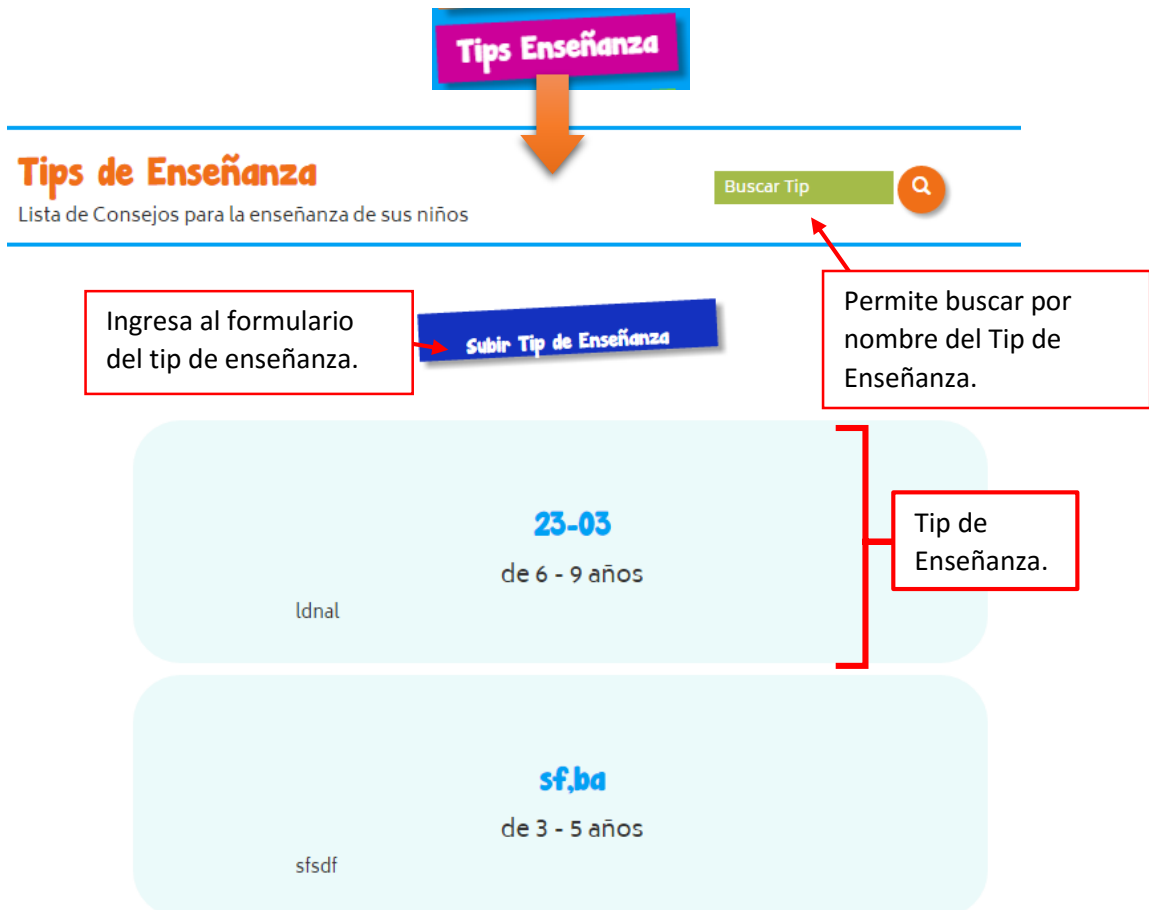 Tips Enseñanza
Tips de Enseñanza
Lista de Consejos para la enseñanza de sus niños
Buscar Tip
Ingresa al formulario
del tip de enseñanza.
Subir Tip de Enseñanza
Permite buscar por
nombre del Tip de
Enseñanza.
23-03
de 6 - 9 años
ldnal
Tip de
Enseñanza.
sf,ba
de 3 - 5 años
sfsdf